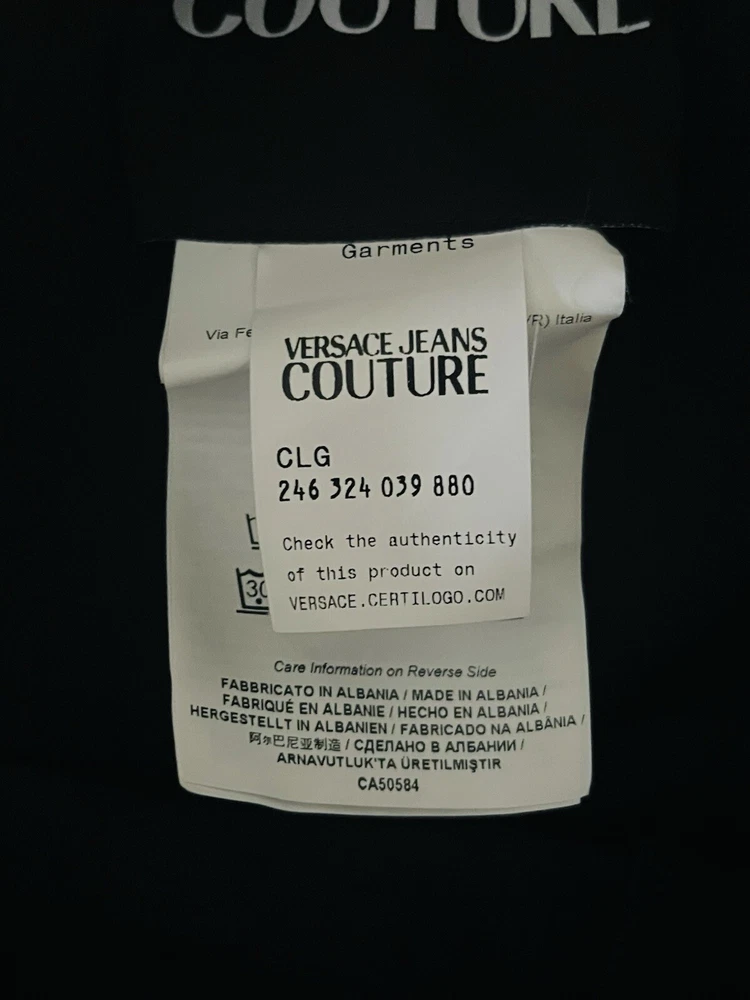 COUTURE
Garments
Via Fe
/R) Italia
VERSACE JEANS
COUTURE
CLG
246 324 039 880
Check the authenticity
of this product on
VERSACE.CERTILOGO.COM
30
Care Information on Reverse Side
FABBRICATO IN ALBANIA / MADE IN ALBANIA /
FABRIQUÉ EN ALBANIE / HECHO EN ALBANIA /
HERGESTELLT IN ALBANIEN / FABRICADO NA ALBÂNIA /
阿尔巴尼亚制造 / СДЕЛАНО В АЛБАНИИ /
ARNAVUTLUK'TA ÜRETILMIŞTIR
CA50584